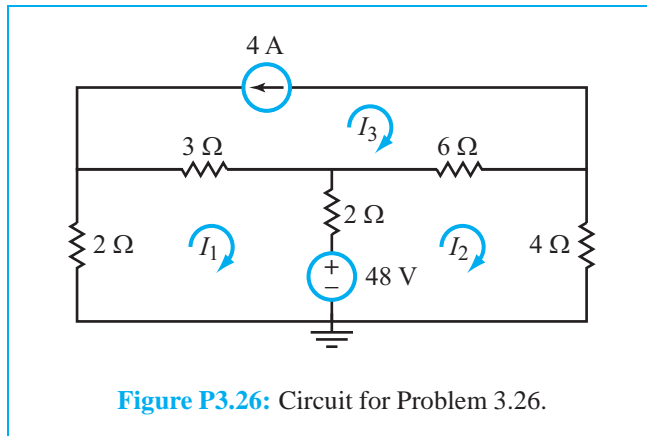 4 A
I3
3 Ω
6 Ω
2 Ω
2 Ω
I1
I2
4 Ω
+
−
48 V
Figure P3.26: Circuit for Problem 3.26.